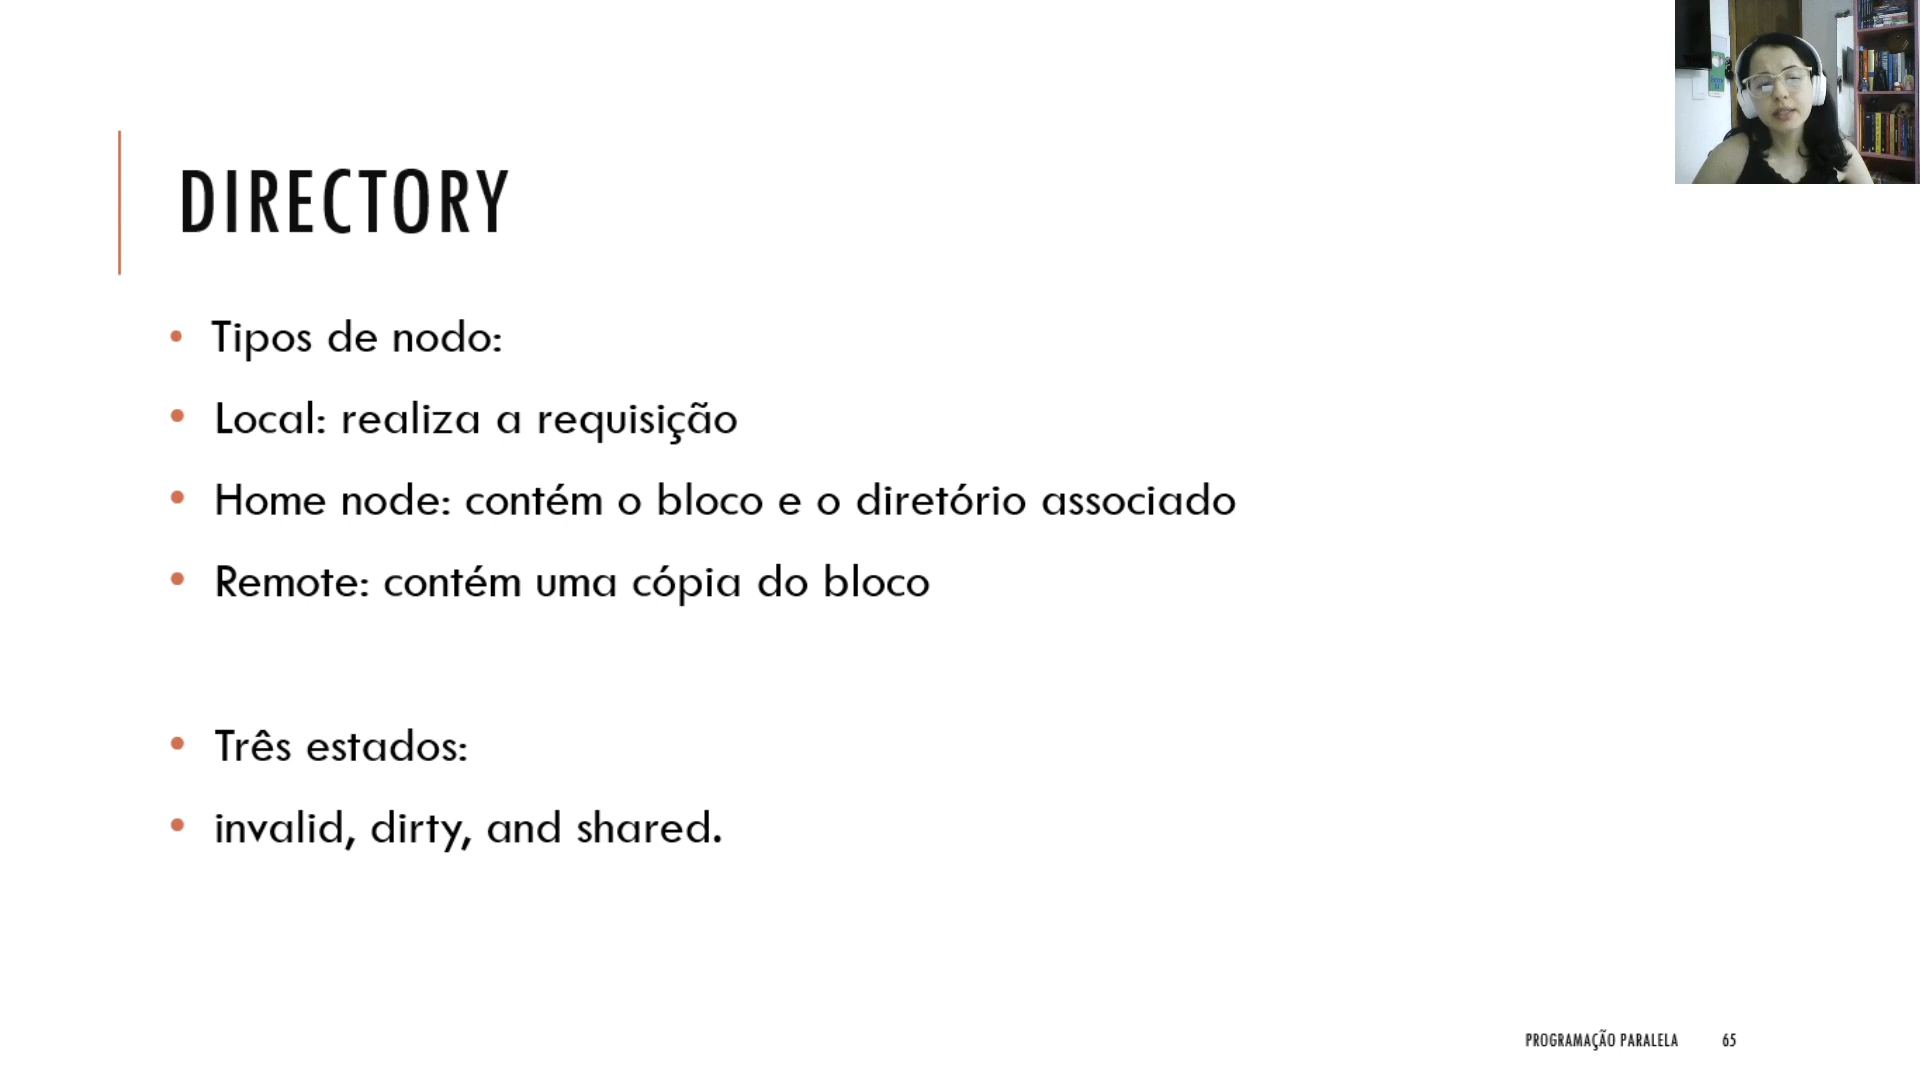 DIRECTORY
Tipos de nodo:
Local: realiza a requisição
Home node: contém o bloco e o diretório associado
Remote: contém uma cópia do bloco
Três estados:
invalid, dirty, and shared.
PROGRAMAÇÃO PARALELA 65